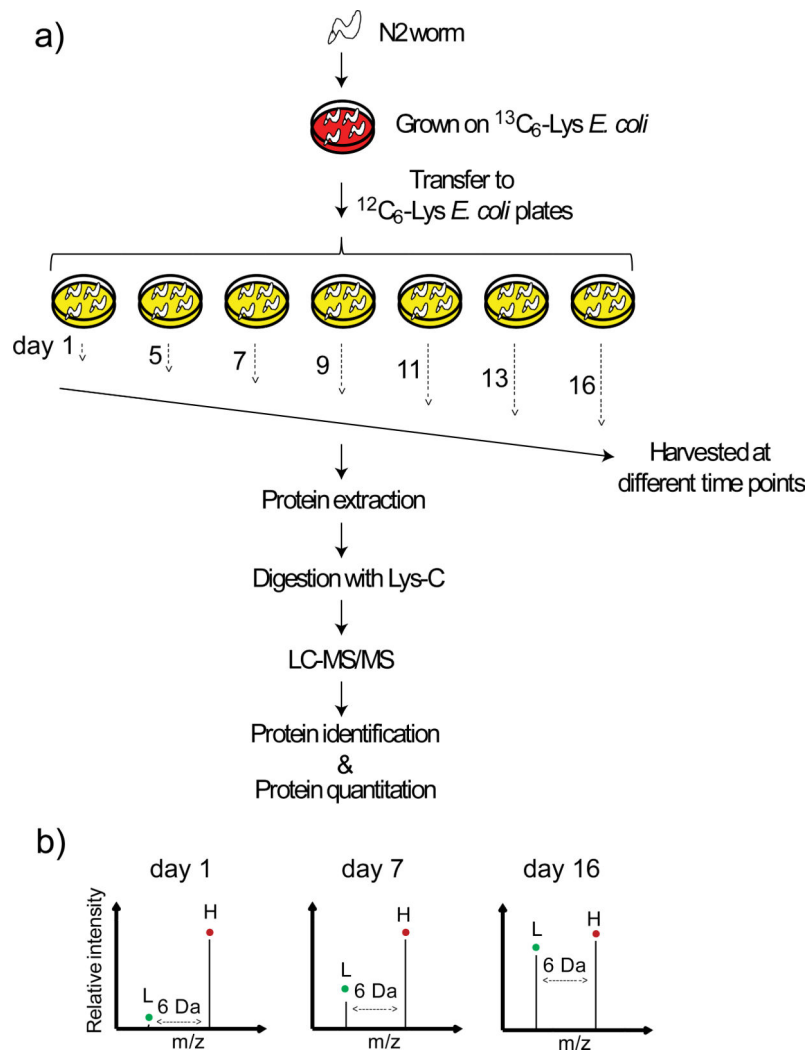 a)
N2 worm
Grown on ¹³C₆-Lys E. coli
Transfer to
¹²C₆-Lys E. coli plates
day 1 5 7 9 11 13 16
Harvested at
different time points
Protein extraction
Digestion with Lys-C
LC-MS/MS
Protein identification
&
Protein quantitation
b)
day 1 day 7 day 16
Relative intensity
L 6 Da H
m/z
L 6 Da H
m/z
L 6 Da H
m/z